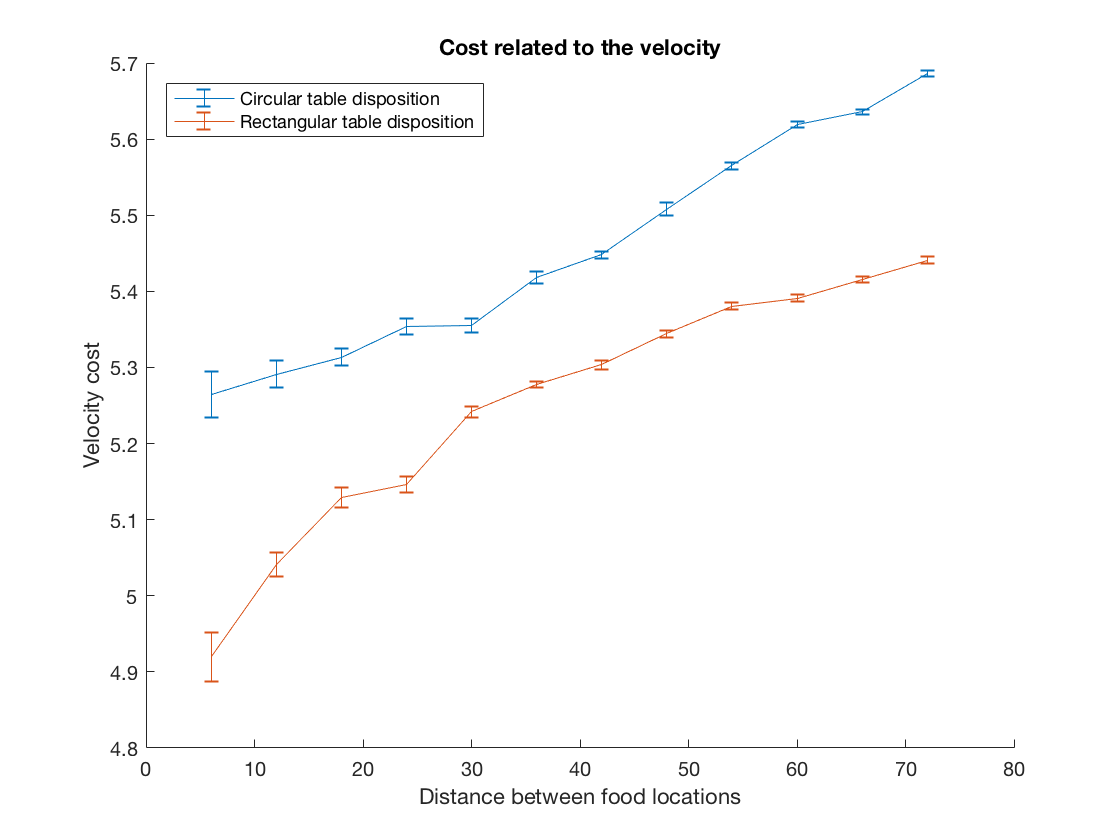 Cost related to the velocity
Circular table disposition
Rectangular table disposition
Velocity cost
5.7
5.6
5.5
5.4
5.3
5.2
5.1
5
4.9
4.8
0 10 20 30 40 50 60 70 80
Distance between food locations